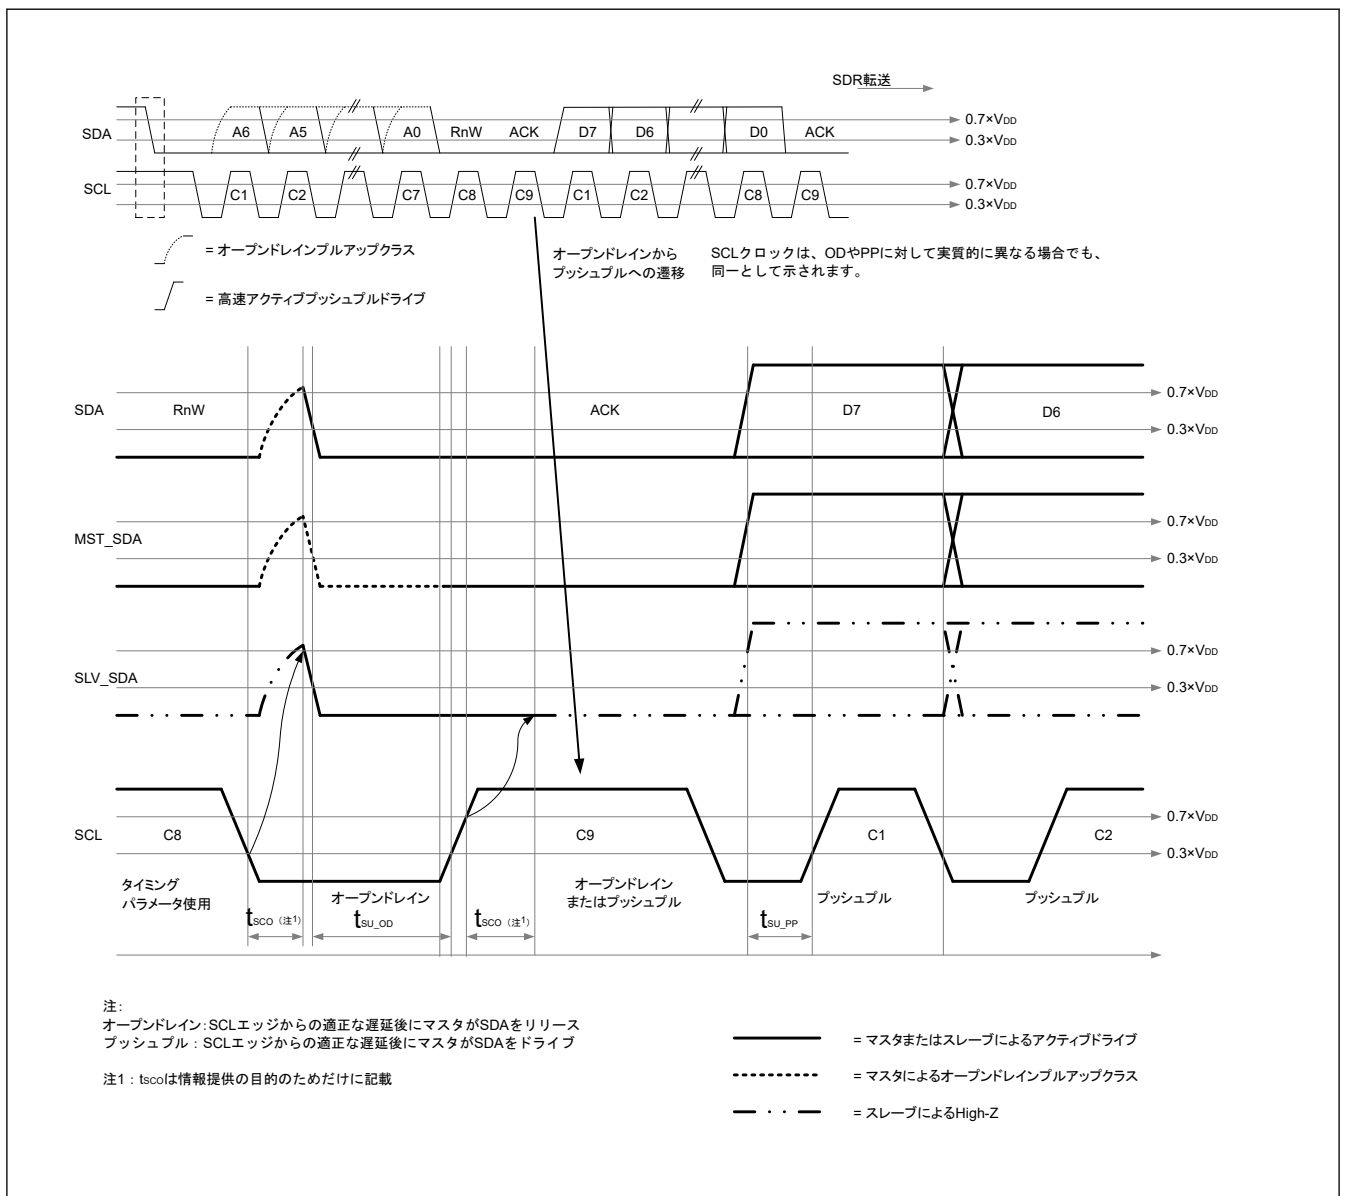 SDR転送
SDA
A6
A5
A0
RnW
ACK
D7
D6
D0
ACK
0.7×VDD
0.3×VDD
SCL
C1
C2
C7
C8
C9
C1
C2
C8
C9
0.7×VDD
0.3×VDD
= オープンドレインプルアップクラス
= 高速アクティブプッシュプルドライブ
オープンドレインから
プッシュプルへの遷移
SCLクロックは、ODやPPに対して実質的に異なる場合でも、
同一として示されます。
SDA
RnW
ACK
D7
D6
0.7×VDD
0.3×VDD
MST_SDA
0.7×VDD
0.3×VDD
SLV_SDA
0.7×VDD
0.3×VDD
SCL
C8
C9
C1
C2
0.7×VDD
0.3×VDD
タイミング
パラメータ使用
オープンドレイン
オープンドレイン
またはプッシュプル
プッシュプル
プッシュプル
tSCO（注1）
tSU_OD
tSCO（注1）
tSU_PP
注:
オープンドレイン：SCLエッジからの適正な遅延後にマスタがSDAをリリース
プッシュプル：SCLエッジからの適正な遅延後にマスタがSDAをドライブ
注1：tSCOは情報提供の目的のためだけに記載
= マスタまたはスレーブによるアクティブドライブ
= マスタによるオープンドレインプルアップクラス
= スレーブによるHigh-Z